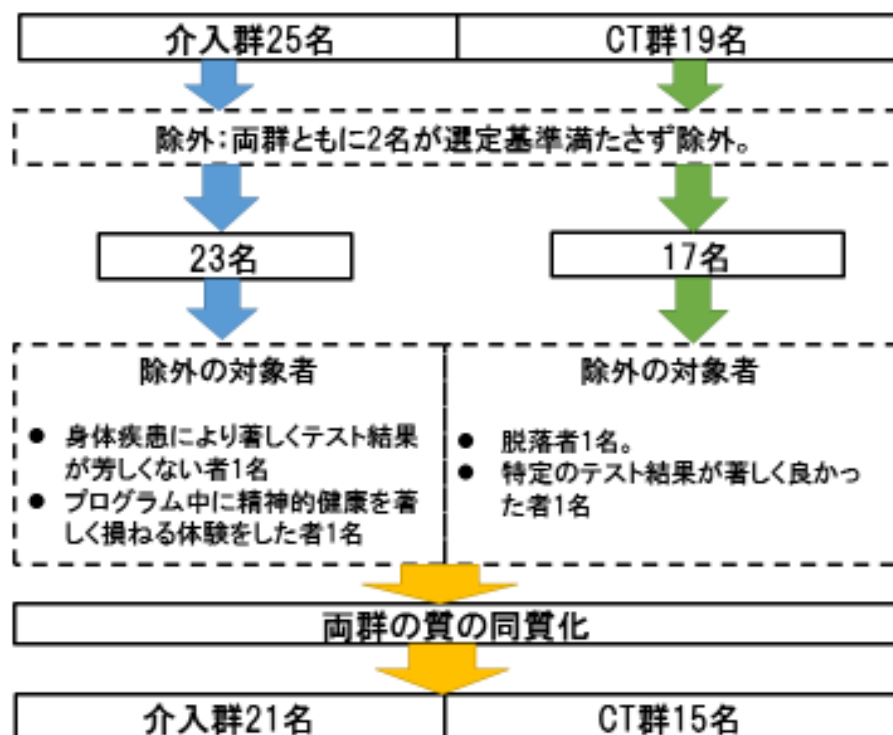 介入群25名
CT群19名
除外：両群ともに2名が選定基準満たさず除外。
23名
17名
除外の対象者
● 身体疾患により著しくテスト結果
が芳しくない者1名
● プログラム中に精神的健康を著
しく損ねる体験をした者1名
除外の対象者
● 脱落者1名。
● 特定のテスト結果が著しく良かっ
た者1名
両群の質の同質化
介入群21名
CT群15名